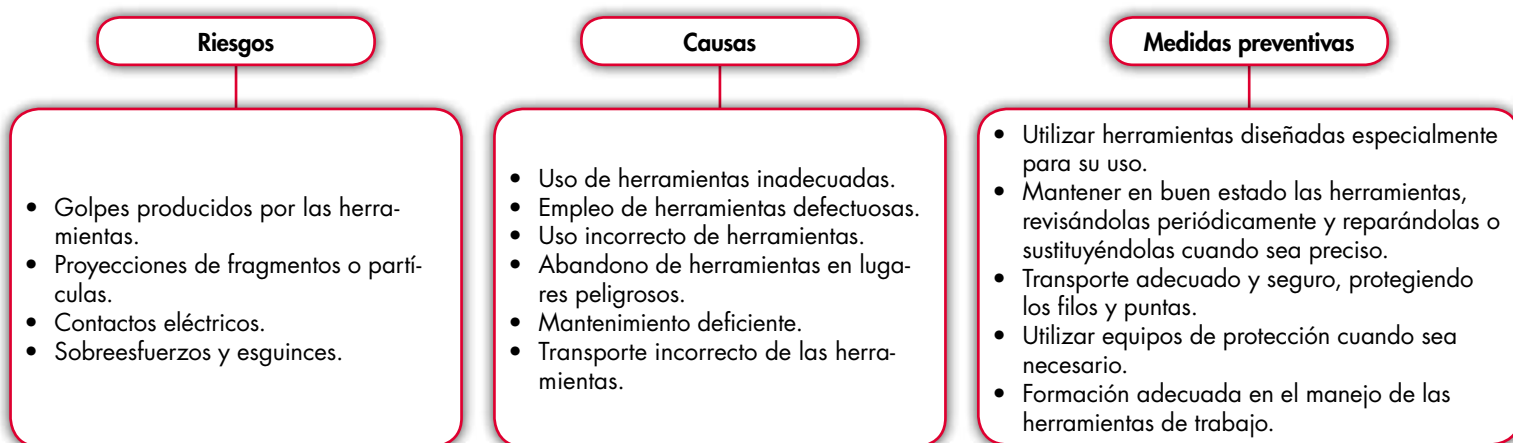 Riesgos
• Golpes producidos por las herra-
mientas.
• Proyecciones de fragmentos o partí-
culas.
• Contactos eléctricos.
• Sobreesfuerzos y esguinces.
Causas
• Uso de herramientas inadecuadas.
• Empleo de herramientas defectuosas.
• Uso incorrecto de herramientas.
• Abandono de herramientas en luga-
res peligrosos.
• Mantenimiento deficiente.
• Transporte incorrecto de las herra-
mientas.
Medidas preventivas
• Utilizar herramientas diseñadas especialmente
para su uso.
• Mantener en buen estado las herramientas,
revisándolas periódicamente y reparándolas o
sustituyéndolas cuando sea preciso.
• Transporte adecuado y seguro, protegiendo
los filos y puntas.
• Utilizar equipos de protección cuando sea
necesario.
• Formación adecuada en el manejo de las
herramientas de trabajo.